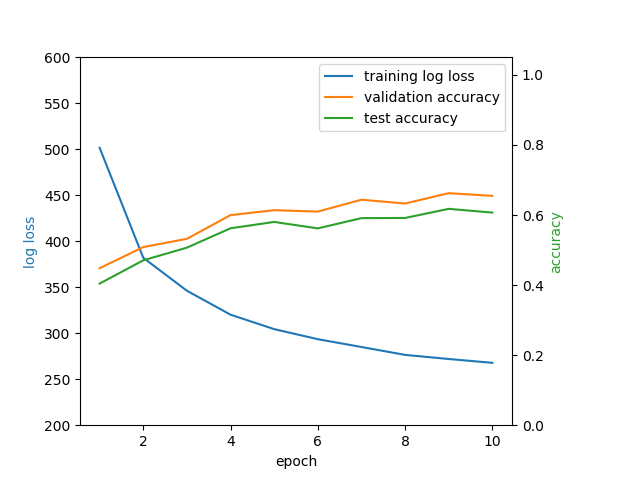 training log loss
validation accuracy
test accuracy
600
550
500
450
400
350
300
250
200
log loss
1.0
0.8
0.6
0.4
0.2
0.0
accuracy
2 4 6 8 10
epoch